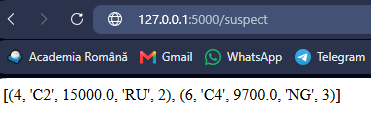 127.0.0.1:5000/suspect
Academia Română Gmail WhatsApp Telegram
[(4, 'C2', 15000.0, 'RU', 2), (6, 'C4', 9700.0, 'NG', 3)]